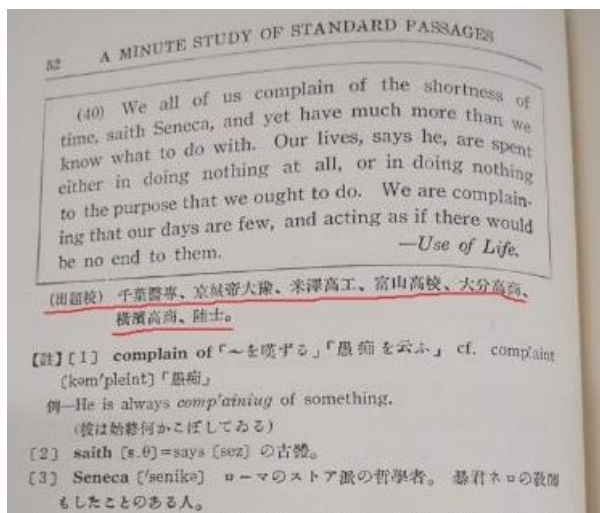 52 A MINUTE STUDY OF STANDARD PASSAGES
(40) We all of us complain of the shortness of
time, saith Seneca, and yet have much more than we
know what to do with. Our lives, says he, are spent
either in doing nothing at all, or in doing nothing
to the purpose that we ought to do. We are complain-
ing that our days are few, and acting as if there would
be no end to them. —Use of Life.
(出題校) 千葉醫專、京城帝大豫、米澤高工、富山高校、大分高商、
橫濱高商、陸士。
【註】〔1〕 complain of「〜を嘆ずる」「愚痴を云ふ」 cf. comp'aint
〔kəm'pleint〕「愚痴」
例—He is always comp'ainiug of something.
(彼は始終何かこぼしてゐる)
〔2〕 saith 〔s.θ〕=says 〔sez〕 の古體。
〔3〕 Seneca 〔'senikə〕 ローマのストア派の哲學者。 暴君ネロの敎師
もしたことのある人。